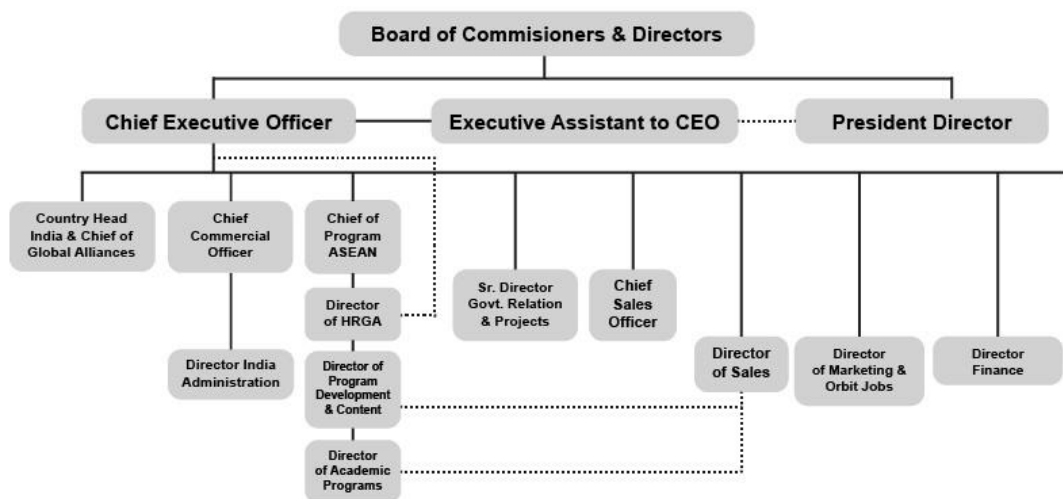 Board of Commisioners & Directors
Chief Executive Officer
Executive Assistant to CEO
President Director
Country Head
India & Chief of
Global Alliances
Chief
Commercial
Officer
Chief of
Program
ASEAN
Director
of HRGA
Sr. Director
Govt. Relation
& Projects
Chief
Sales
Officer
Director India
Administration
Director of
Program
Development
& Content
Director
of Sales
Director
of Marketing &
Orbit Jobs
Director
Finance
Director
of Academic
Programs